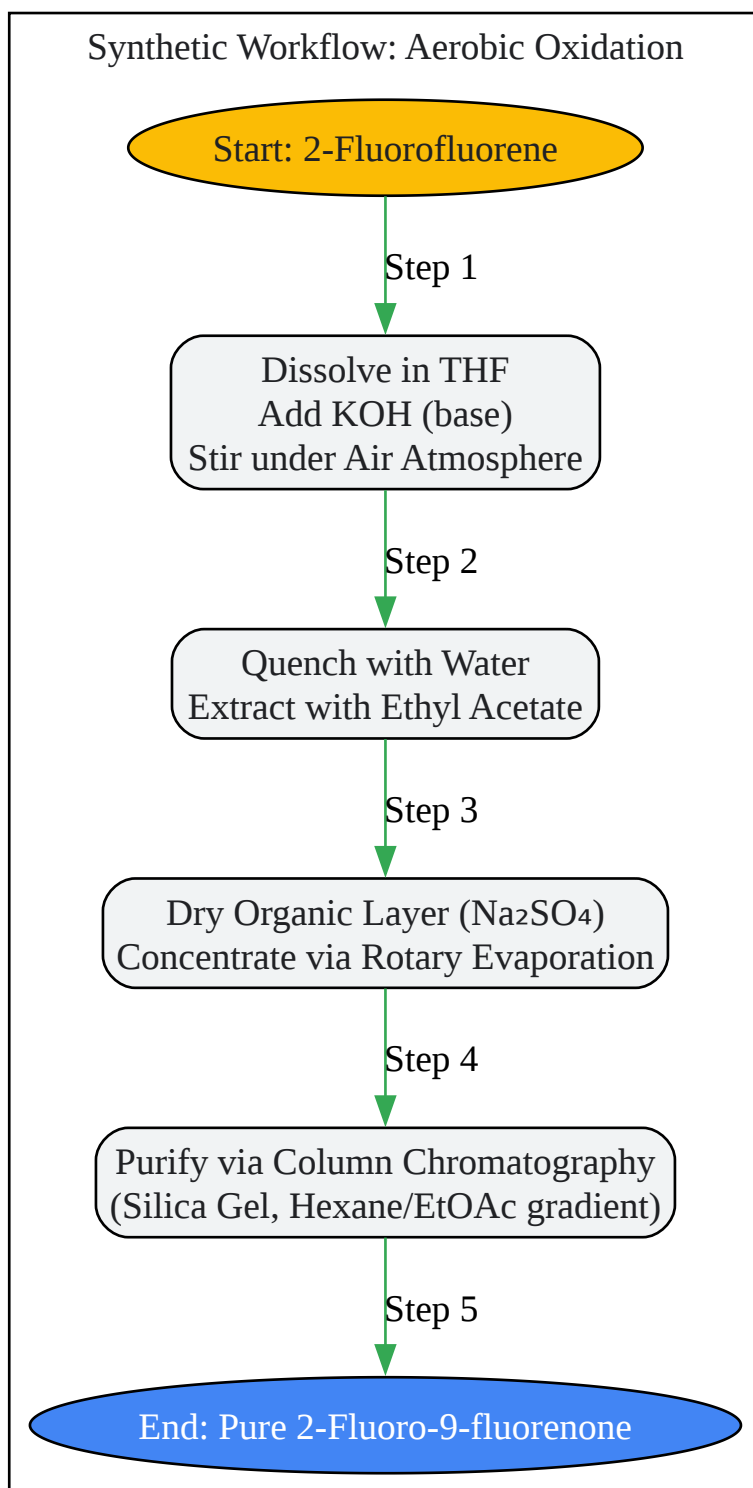 Synthetic Workflow: Aerobic Oxidation
Start: 2-Fluorofluorene
Step 1
Dissolve in THF
Add KOH (base)
Stir under Air Atmosphere
Step 2
Quench with Water
Extract with Ethyl Acetate
Step 3
Dry Organic Layer (Na₂SO₄)
Concentrate via Rotary Evaporation
Step 4
Purify via Column Chromatography
(Silica Gel, Hexane/EtOAc gradient)
Step 5
End: Pure 2-Fluoro-9-fluorenone